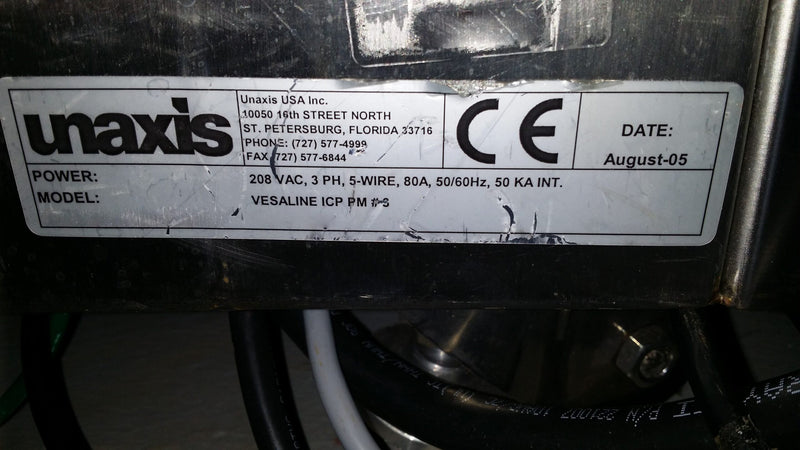 unaxis
Unaxis USA Inc.
10050 16th STREET NORTH
ST. PETERSBURG, FLORIDA 33716
PHONE: (727) 577-4999
FAX (727) 577-6844
CE
DATE:
August-05
POWER: 208 VAC, 3 PH, 5-WIRE, 80A, 50/60Hz, 50 KA INT.
MODEL: VESALINE ICP PM #
P/N 221007
RAY